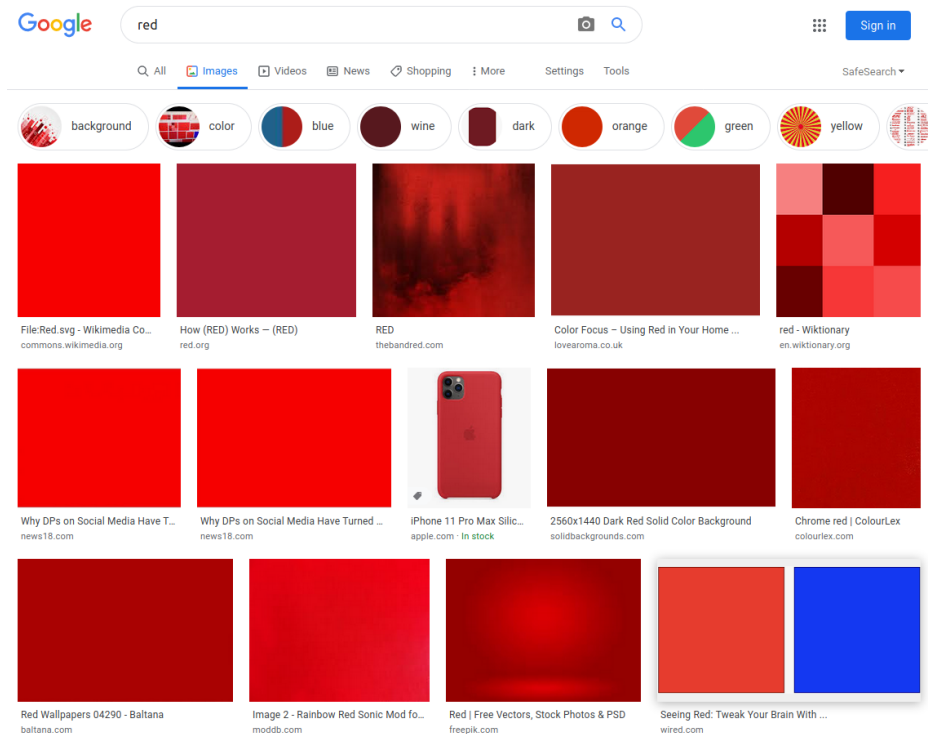 Google
red
Sign in
All
Images
Videos
News
Shopping
More
Settings
Tools
SafeSearch
background
color
blue
wine
dark
orange
green
yellow
File:Red.svg - Wikimedia Co...
commons.wikimedia.org
How (RED) Works — (RED)
red.org
RED
thebandred.com
Color Focus – Using Red in Your Home ...
lovearoma.co.uk
red - Wiktionary
en.wiktionary.org
Why DPs on Social Media Have T...
news18.com
Why DPs on Social Media Have Turned ...
news18.com
iPhone 11 Pro Max Silic...
apple.com · In stock
2560x1440 Dark Red Solid Color Background
solidbackgrounds.com
Chrome red | ColourLex
colourlex.com
Red Wallpapers 04290 - Baltana
baltana.com
Image 2 - Rainbow Red Sonic Mod fo...
moddb.com
Red | Free Vectors, Stock Photos & PSD
freepik.com
Seeing Red: Tweak Your Brain With ...
wired.com